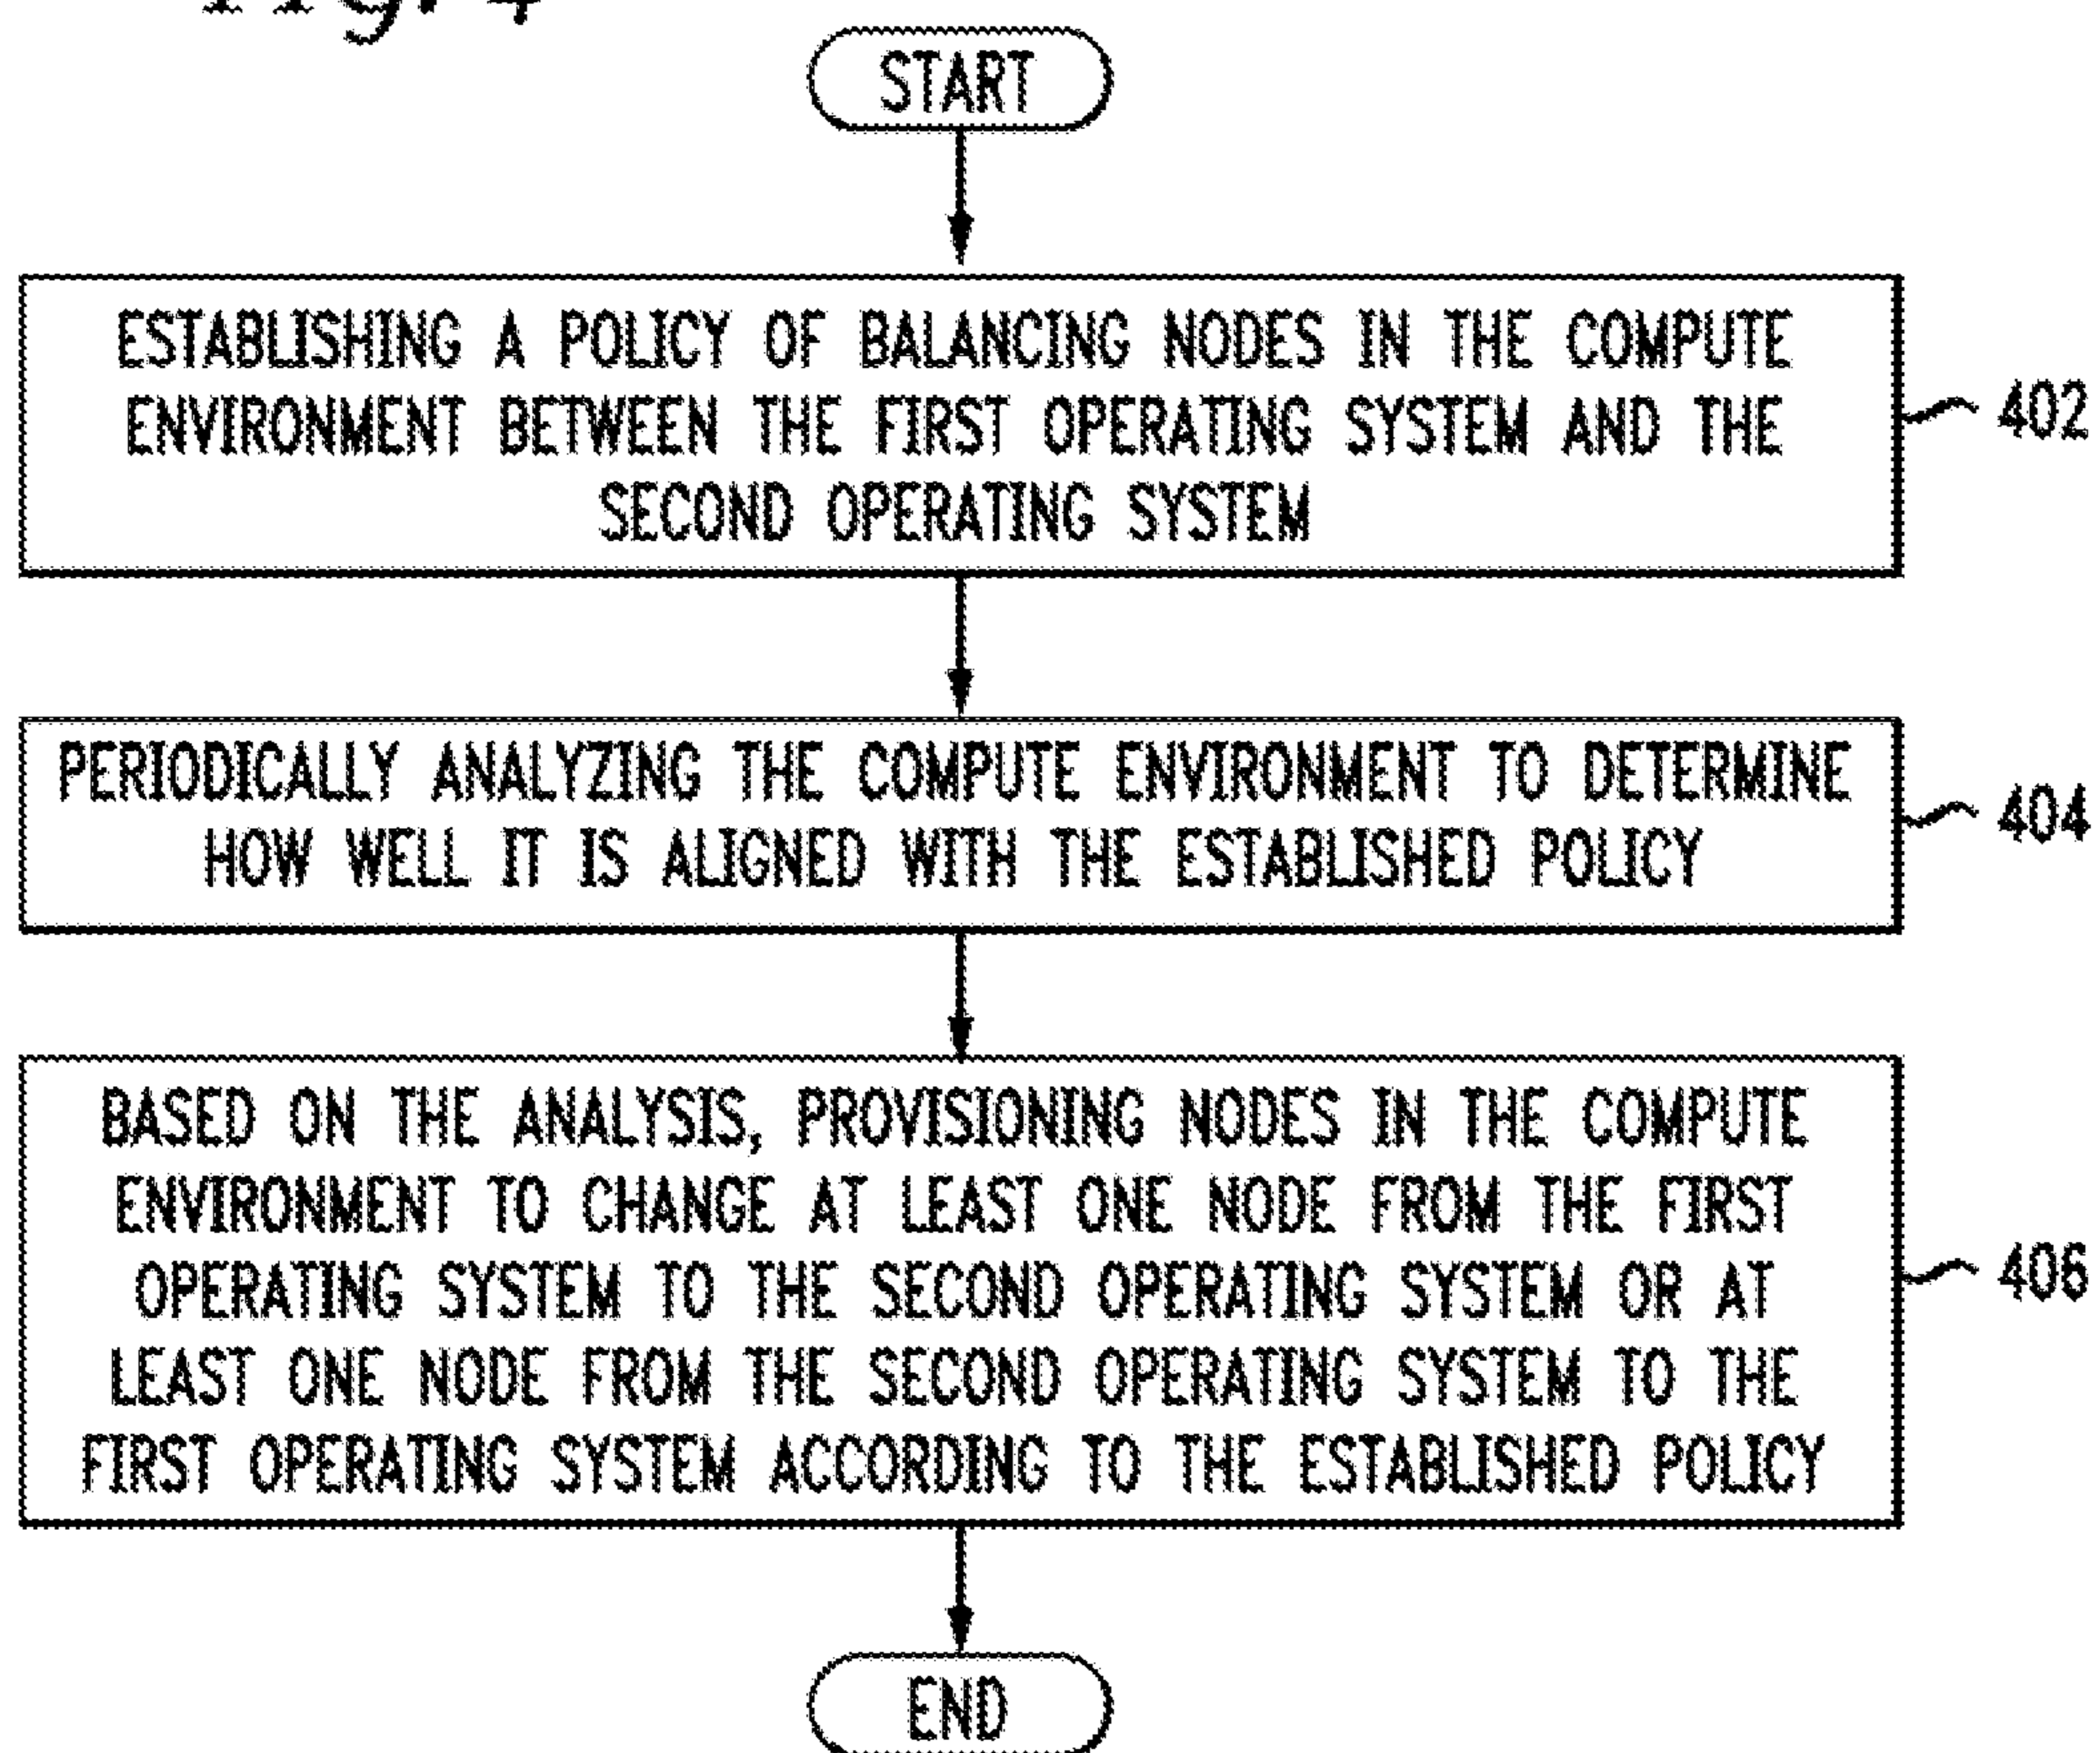 Fig. 4
START
ESTABLISHING A POLICY OF BALANCING NODES IN THE COMPUTE
ENVIRONMENT BETWEEN THE FIRST OPERATING SYSTEM AND THE
SECOND OPERATING SYSTEM
402
PERIODICALLY ANALYZING THE COMPUTE ENVIRONMENT TO DETERMINE
HOW WELL IT IS ALIGNED WITH THE ESTABLISHED POLICY
404
BASED ON THE ANALYSIS, PROVISIONING NODES IN THE COMPUTE
ENVIRONMENT TO CHANGE AT LEAST ONE NODE FROM THE FIRST
OPERATING SYSTEM TO THE SECOND OPERATING SYSTEM OR AT
LEAST ONE NODE FROM THE SECOND OPERATING SYSTEM TO THE
FIRST OPERATING SYSTEM ACCORDING TO THE ESTABLISHED POLICY
406
END